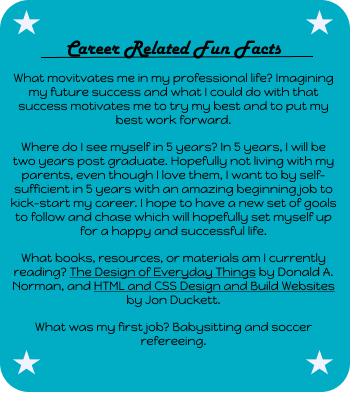 Career Related Fun Facts
What movitvates me in my professional life? Imagining
my future success and what I could do with that
success motivates me to try my best and to put my
best work forward.
Where do I see myself in 5 years? In 5 years, I will be
two years post graduate. Hopefully not living with my
parents, even though I love them, I want to by self-
sufficient in 5 years with an amazing beginning job to
kick-start my career. I hope to have a new set of goals
to follow and chase which will hopefully set myself up
for a happy and successful life.
What books, resources, or materials am I currently
reading? The Design of Everyday Things by Donald A.
Norman, and HTML and CSS Design and Build Websites
by Jon Duckett.
What was my first job? Babysitting and soccer
refereeing.